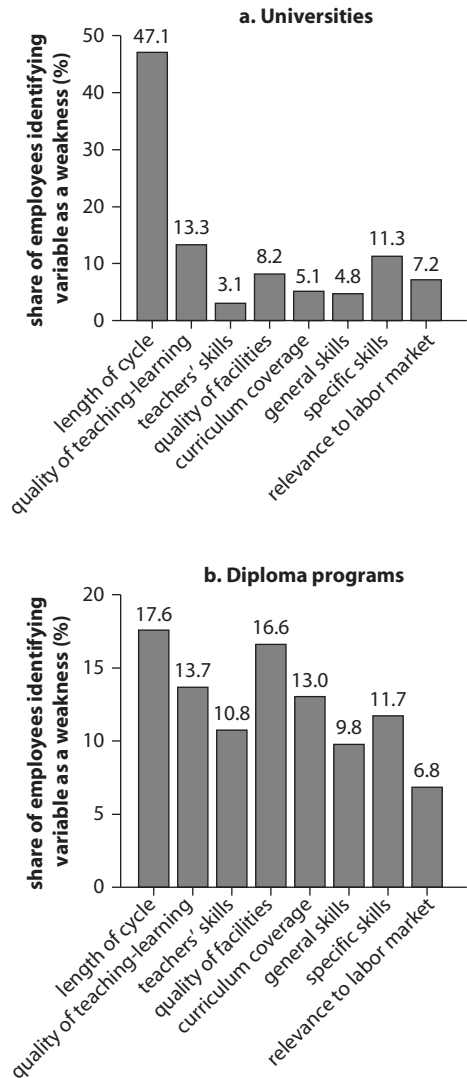 a. Universities
share of employees identifying
variable as a weakness (%)
50
40
30
20
10
0
47.1
13.3
3.1
8.2
5.1
4.8
11.3
7.2
length of cycle
quality of teaching-learning
teachers' skills
quality of facilities
curriculum coverage
general skills
specific skills
relevance to labor market
b. Diploma programs
share of employees identifying
variable as a weakness (%)
20
15
10
5
0
17.6
13.7
10.8
16.6
13.0
9.8
11.7
6.8
length of cycle
quality of teaching-learning
teachers' skills
quality of facilities
curriculum coverage
general skills
specific skills
relevance to labor market